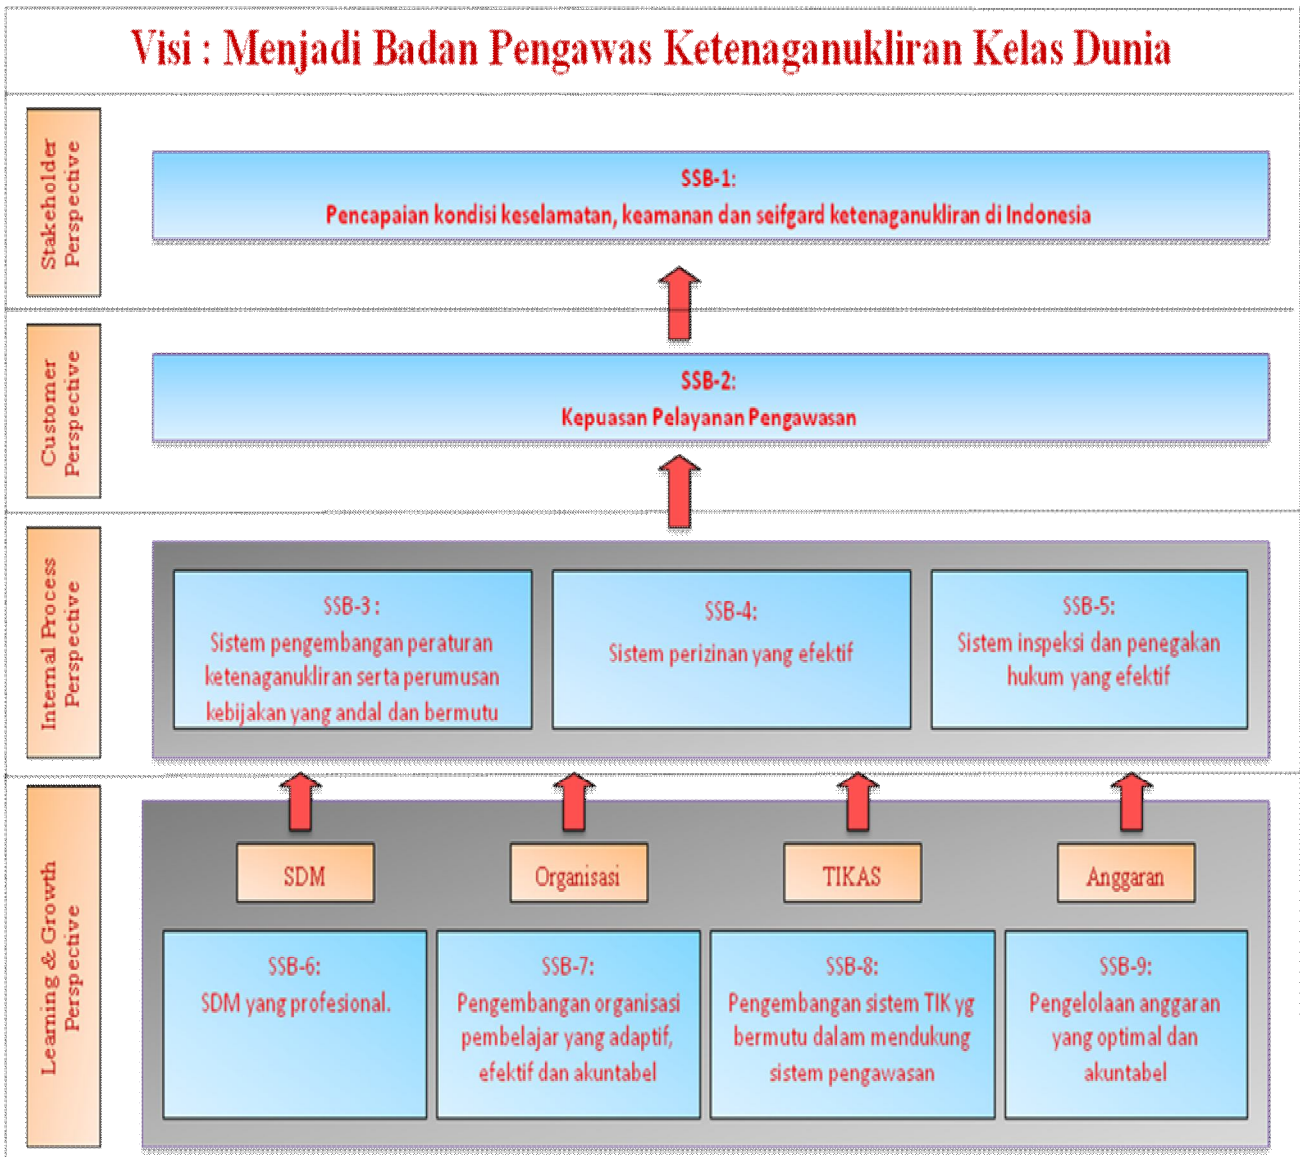 Visi : Menjadi Badan Pengawas Ketenaganukliran Kelas Dunia
Stakeholder
Perspective
SSB-1:
Pencapaian kondisi keselamatan, keamanan dan seifgard ketenaganukliran di Indonesia
Customer
Perspective
SSB-2:
Kepuasan Pelayanan Pengawasan
Internal Process
Perspective
SSB-3 :
Sistem pengembangan peraturan
ketenaganukliran serta perumusan
kebijakan yang andal dan bermutu
SSB-4:
Sistem perizinan yang efektif
SSB-5:
Sistem inspeksi dan penegakan
hukum yang efektif
Learning & Growth
Perspective
SDM
Organisasi
TIKAS
Anggaran
SSB-6:
SDM yang profesional.
SSB-7:
Pengembangan organisasi
pembelajar yang adaptif,
efektif dan akuntabel
SSB-8:
Pengembangan sistem TIK yg
bermutu dalam mendukung
sistem pengawasan
SSB-9:
Pengelolaan anggaran
yang optimal dan
akuntabel